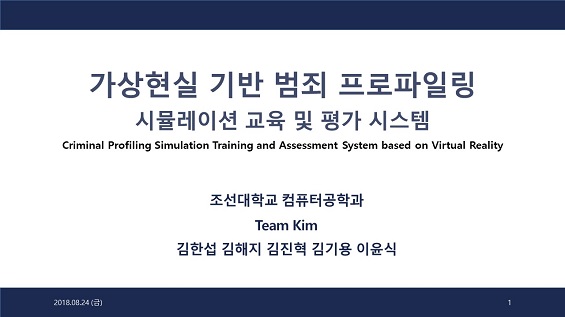 가상현실 기반 범죄 프로파일링
시뮬레이션 교육 및 평가 시스템
Criminal Profiling Simulation Training and Assessment System based on Virtual Reality
조선대학교 컴퓨터공학과
Team Kim
김한섭 김해지 김진혁 김기용 이윤식
2018.08.24 (금)
1